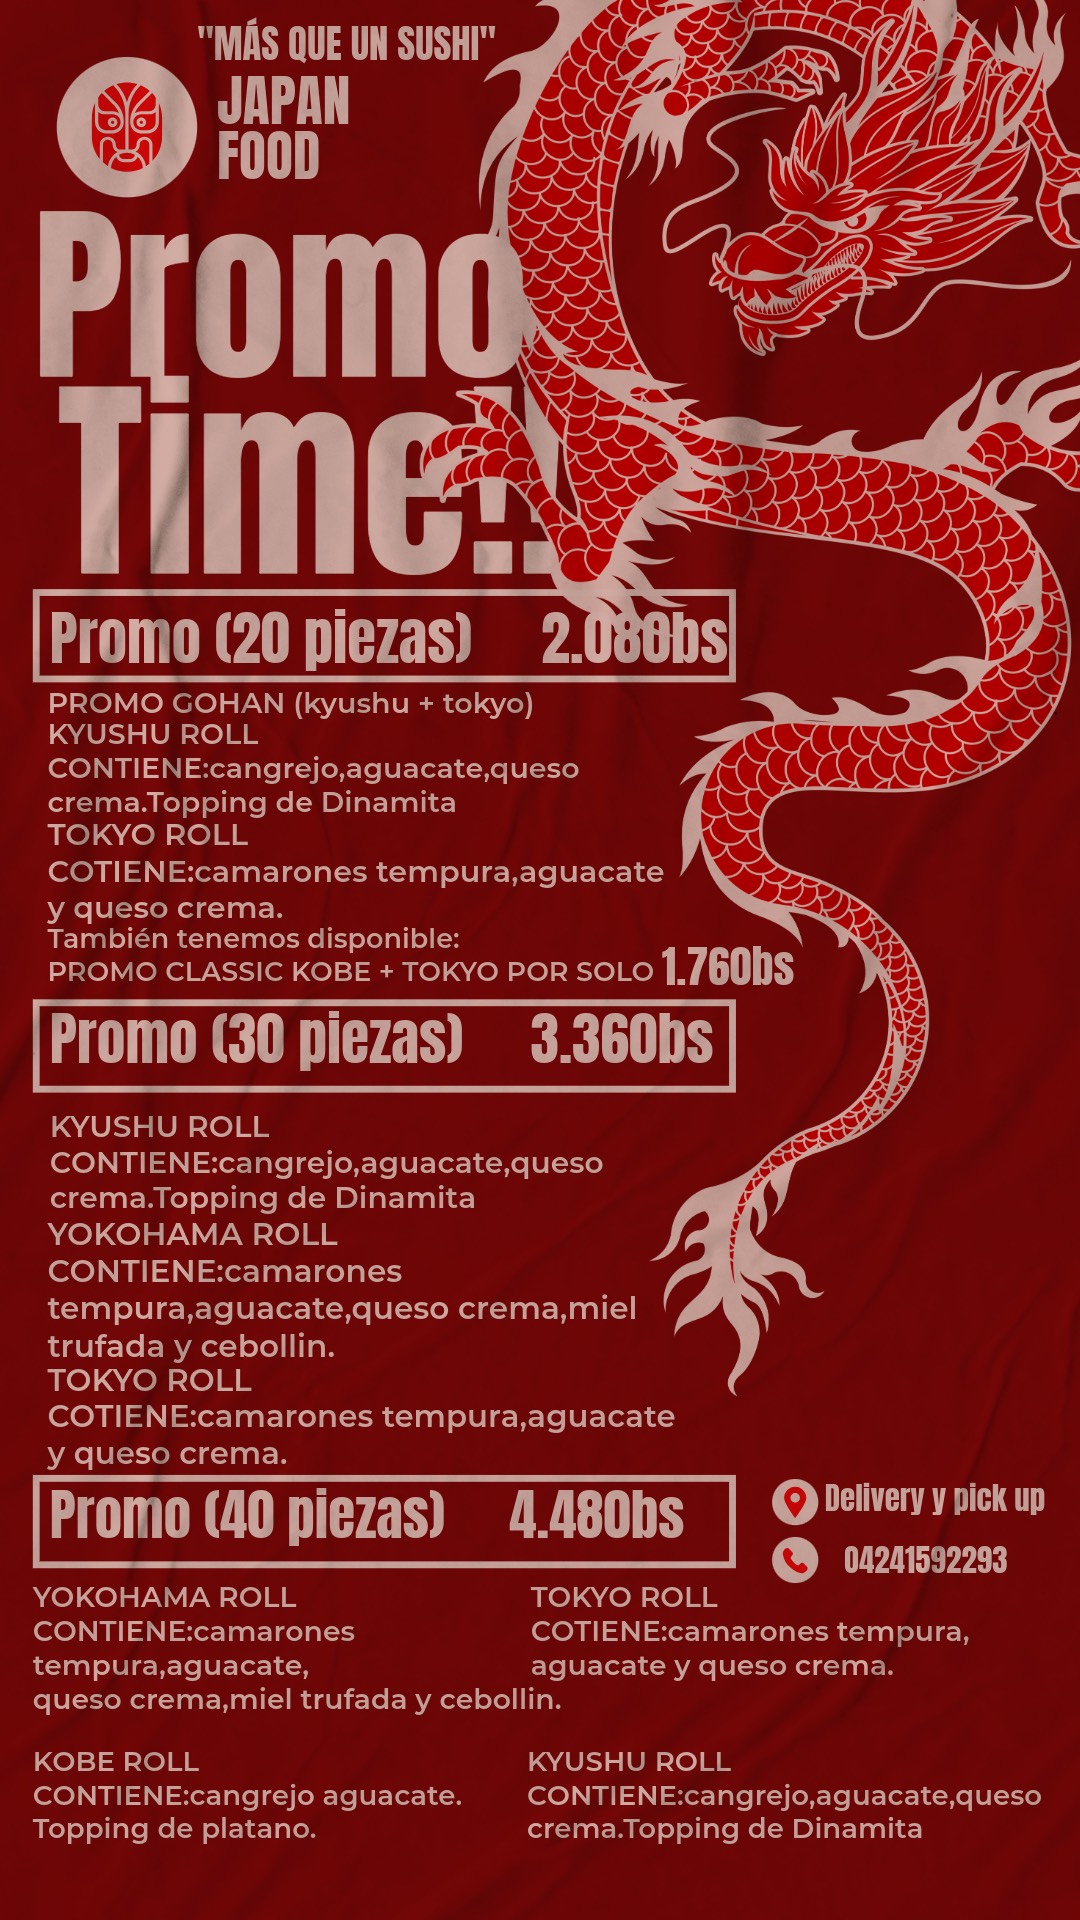 "MÁS QUE UN SUSHI"
JAPAN
FOOD
Promo
Time!!
Promo (20 piezas) 2.080bs
PROMO GOHAN (kyushu + tokyo)
KYUSHU ROLL
CONTIENE:cangrejo,aguacate,queso
crema.Topping de Dinamita
TOKYO ROLL
COTIENE:camarones tempura,aguacate
y queso crema.
También tenemos disponible:
PROMO CLASSIC KOBE + TOKYO POR SOLO 1.760bs
Promo (30 piezas) 3.360bs
KYUSHU ROLL
CONTIENE:cangrejo,aguacate,queso
crema.Topping de Dinamita
YOKOHAMA ROLL
CONTIENE:camarones
tempura,aguacate,queso crema,miel
trufada y cebollin.
TOKYO ROLL
COTIENE:camarones tempura,aguacate
y queso crema.
Promo (40 piezas) 4.480bs
Delivery y pick up
04241592293
YOKOHAMA ROLL
CONTIENE:camarones
tempura,aguacate,
queso crema,miel trufada y cebollin.
TOKYO ROLL
COTIENE:camarones tempura,
aguacate y queso crema.
KOBE ROLL
CONTIENE:cangrejo aguacate.
Topping de platano.
KYUSHU ROLL
CONTIENE:cangrejo,aguacate,queso
crema.Topping de Dinamita